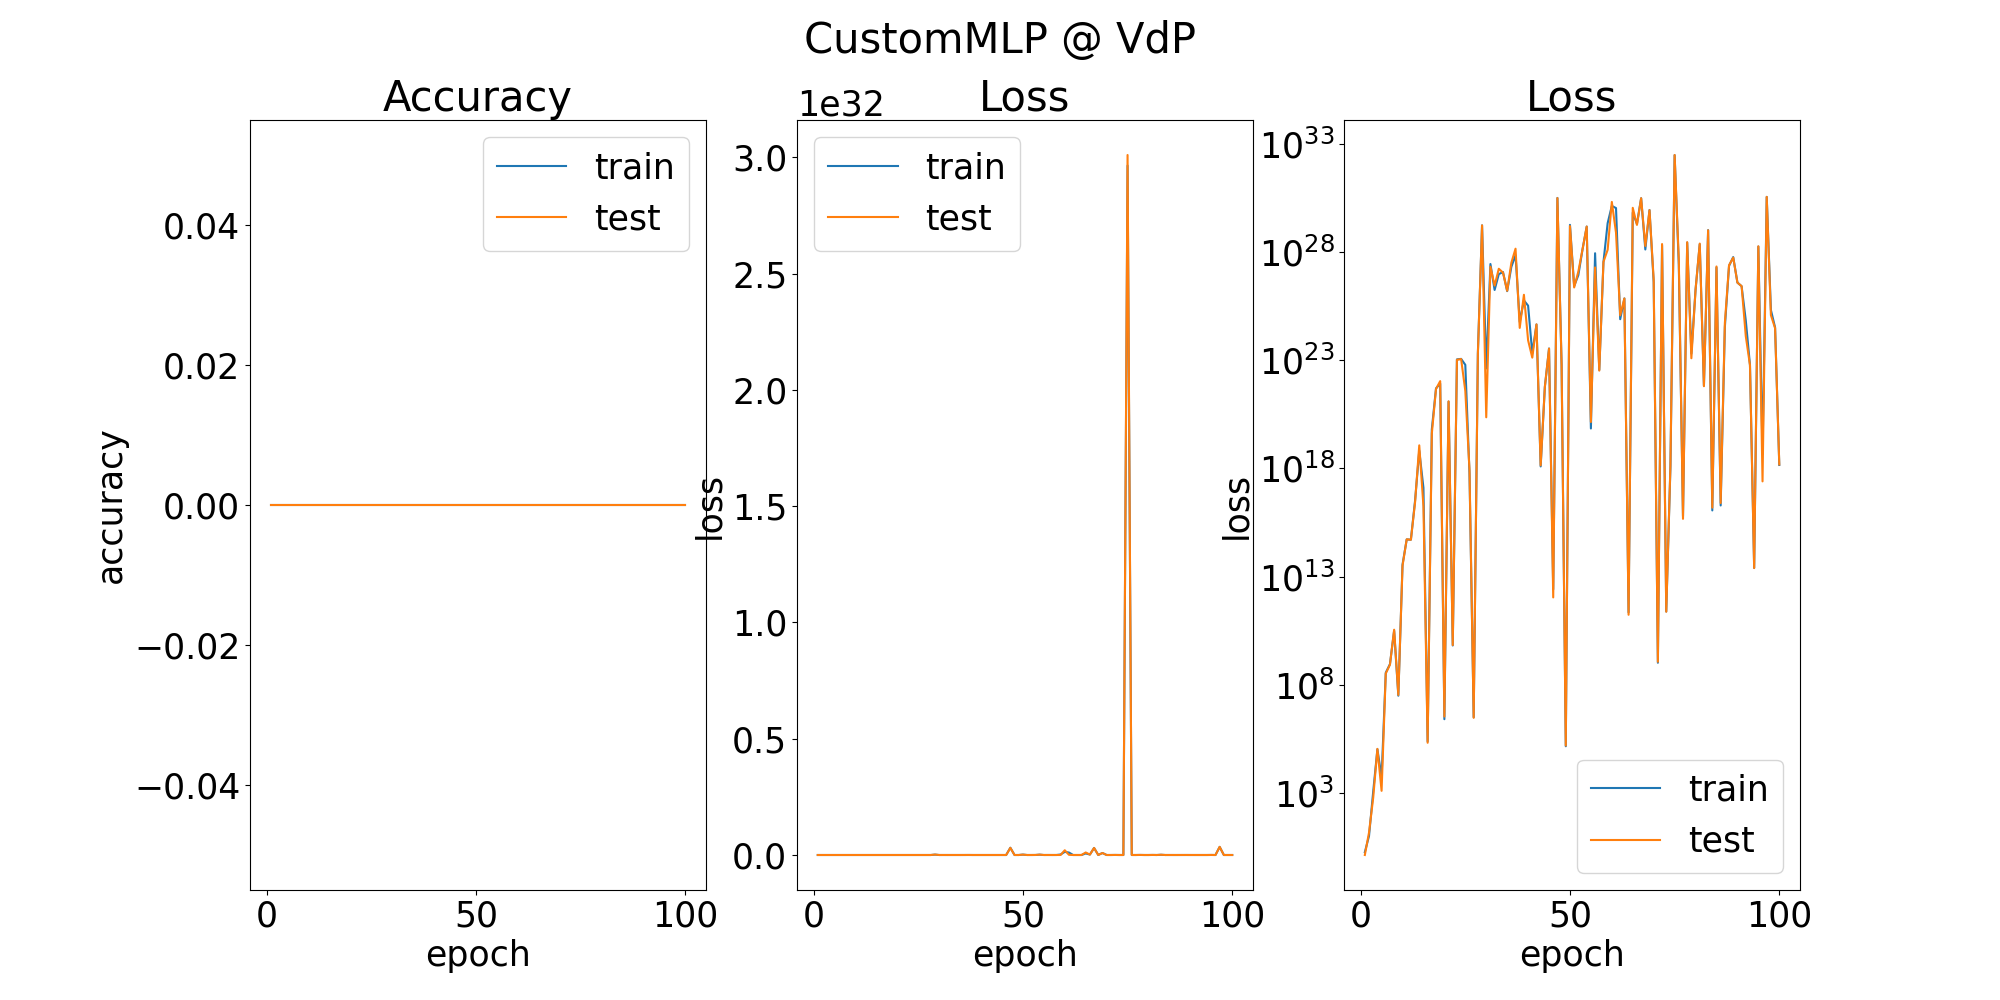 CustomMLP @ VdP
Accuracy
train
test
0.04
0.02
0.00
−0.02
−0.04
accuracy
0
50
100
epoch
Loss
1e32
train
test
3.0
2.5
2.0
1.5
1.0
0.5
0.0
loss
0
50
100
epoch
Loss
10^33
10^28
10^23
10^18
10^13
10^8
10^3
loss
train
test
0
50
100
epoch